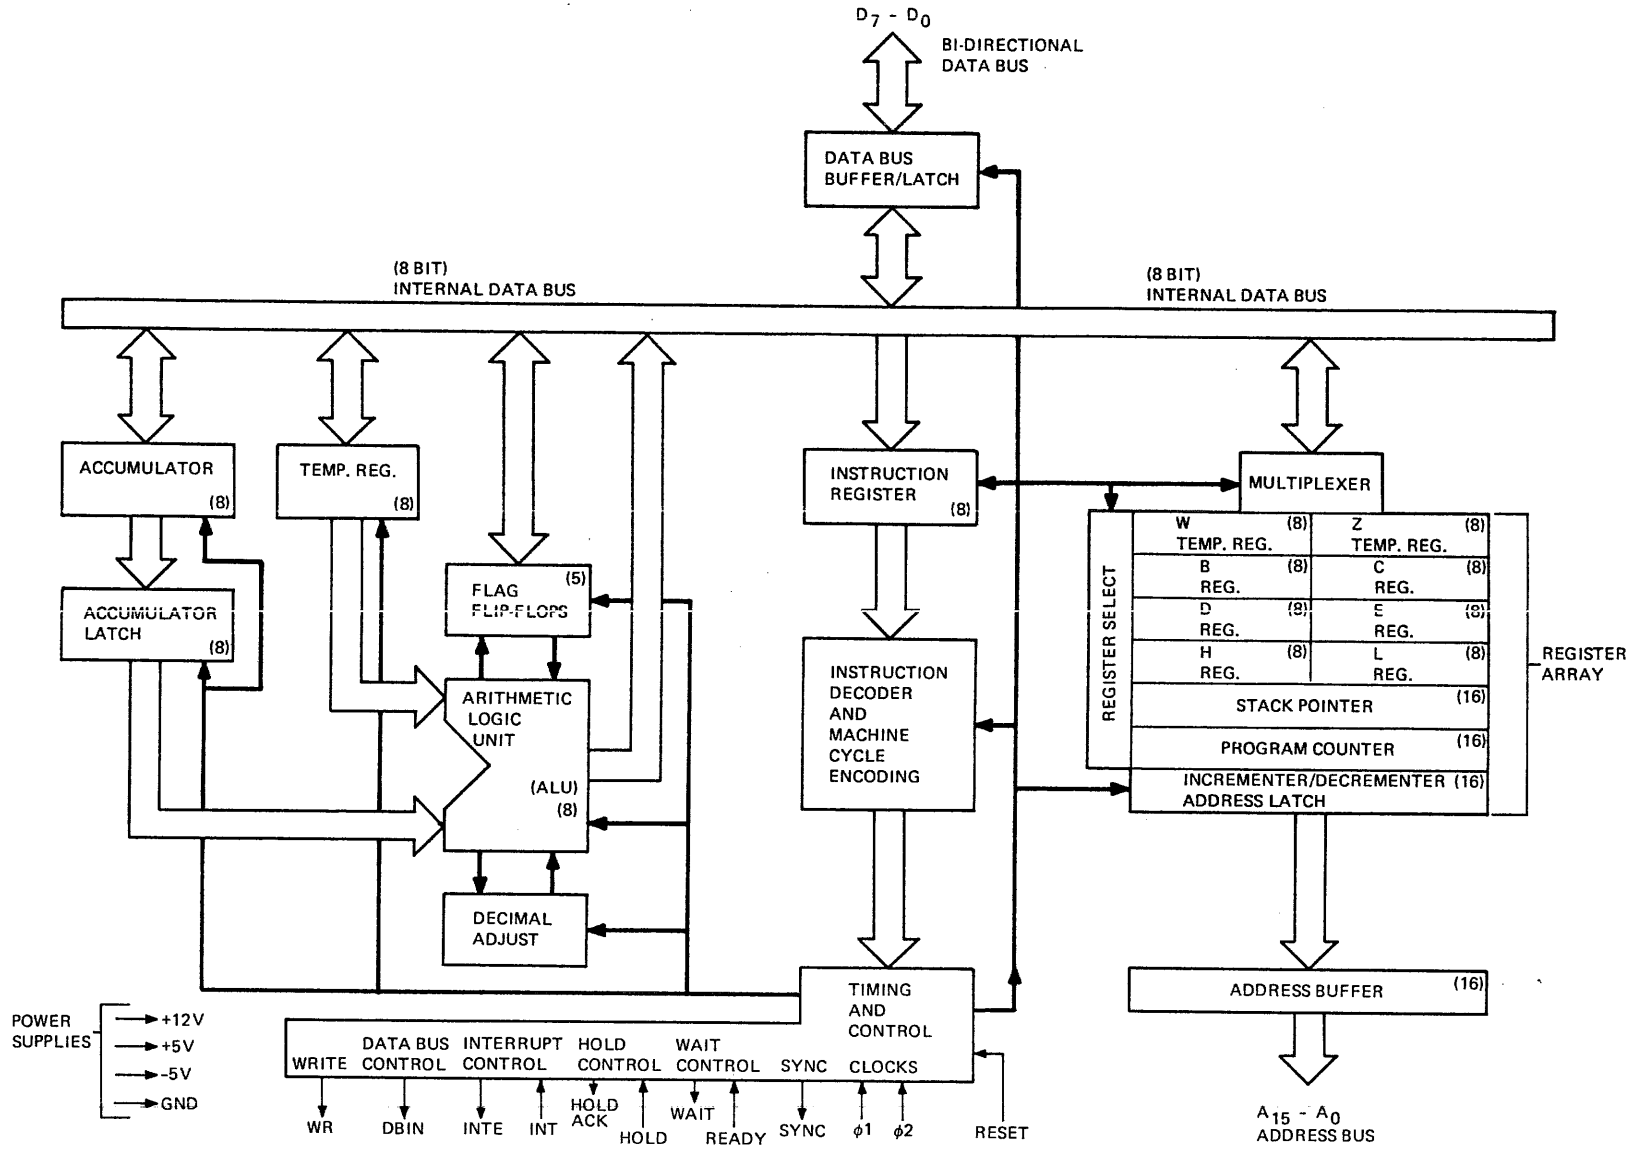 D7 - D0
BI-DIRECTIONAL
DATA BUS
DATA BUS
BUFFER/LATCH
(8 BIT)
INTERNAL DATA BUS
(8 BIT)
INTERNAL DATA BUS
ACCUMULATOR
(8)
TEMP. REG.
(8)
INSTRUCTION
REGISTER
(8)
MULTIPLEXER
ACCUMULATOR
LATCH
(8)
FLAG
FLIP-FLOPS
(5)
REGISTER SELECT
W (8)
TEMP. REG.
Z (8)
TEMP. REG.
B (8)
REG.
C (8)
REG.
D (8)
REG.
E (8)
REG.
H (8)
REG.
L (8)
REG.
STACK POINTER (16)
PROGRAM COUNTER (16)
INCREMENTER/DECREMENTER (16)
ADDRESS LATCH
REGISTER
ARRAY
ARITHMETIC
LOGIC
UNIT
(ALU)
(8)
INSTRUCTION
DECODER
AND
MACHINE
CYCLE
ENCODING
DECIMAL
ADJUST
TIMING
AND
CONTROL
ADDRESS BUFFER (16)
POWER
SUPPLIES
+12V
+5V
-5V
GND
WRITE
DATA BUS
CONTROL
INTERRUPT
CONTROL
HOLD
CONTROL
WAIT
CONTROL
SYNC
CLOCKS
WR
DBIN
INTE
INT
HOLD
ACK
HOLD
WAIT
READY
SYNC
ϕ1
ϕ2
RESET
A15 - A0
ADDRESS BUS